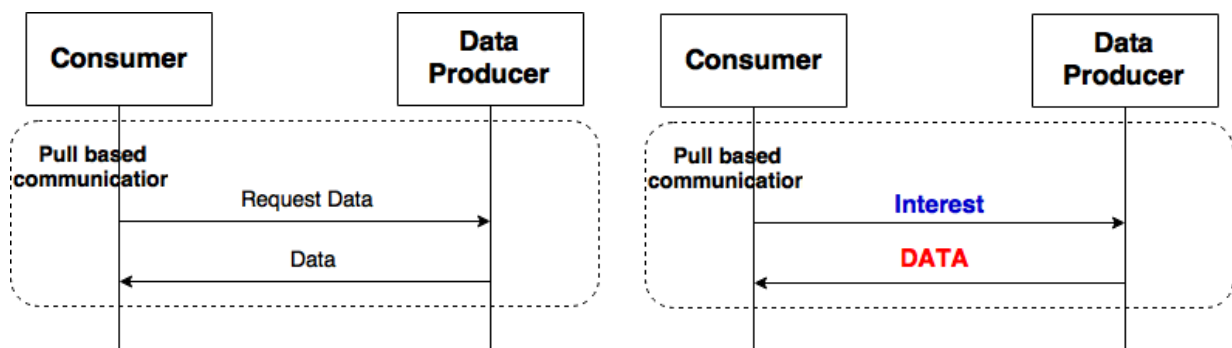 Consumer
Data
Producer
Pull based
communicatior
Request Data
Data
Consumer
Data
Producer
Pull based
communicatior
Interest
DATA